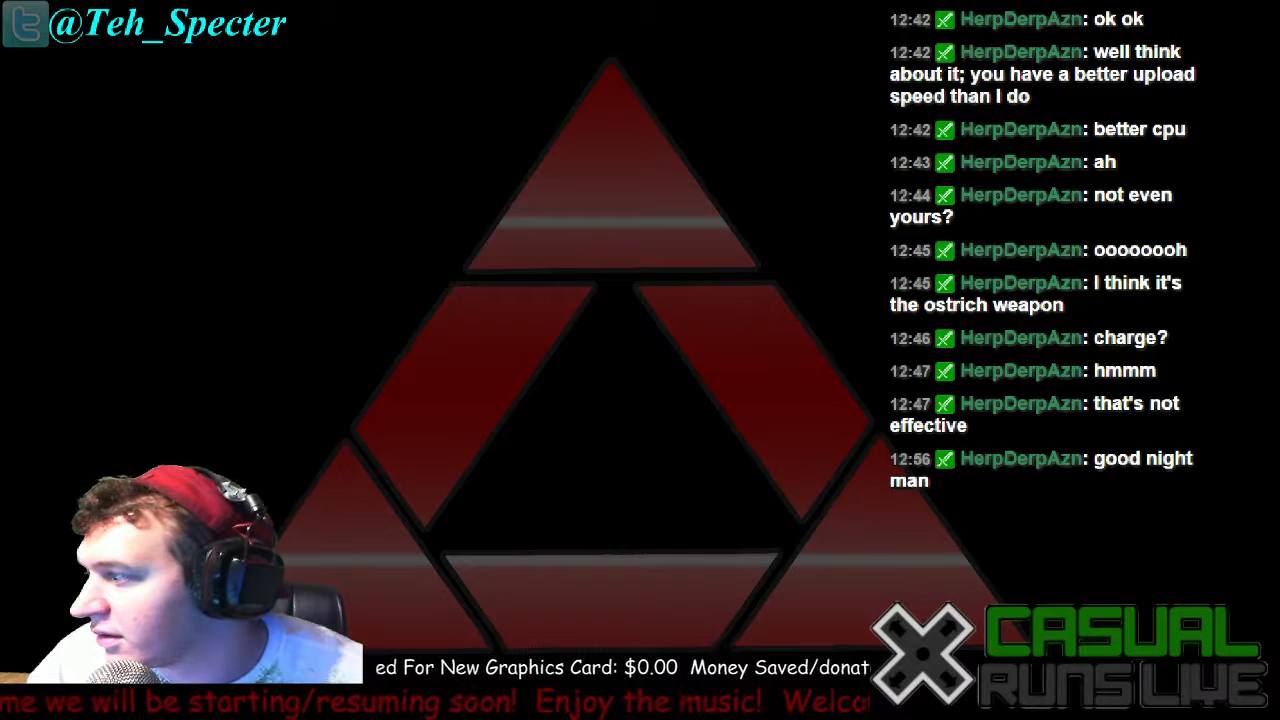 @Teh_Specter
12:42 HerpDerpAzn: ok ok
12:42 HerpDerpAzn: well think
about it; you have a better upload
speed than I do
12:42 HerpDerpAzn: better cpu
12:43 HerpDerpAzn: ah
12:44 HerpDerpAzn: not even
yours?
12:45 HerpDerpAzn: oooooooh
12:45 HerpDerpAzn: I think it's
the ostrich weapon
12:46 HerpDerpAzn: charge?
12:47 HerpDerpAzn: hmmm
12:47 HerpDerpAzn: that's not
effective
12:56 HerpDerpAzn: good night
man
CASUAL
RUNSLIVE
ed For New Graphics Card: $0.00 Money Saved/donat
me we will be starting/resuming soon! Enjoy the music! Welca